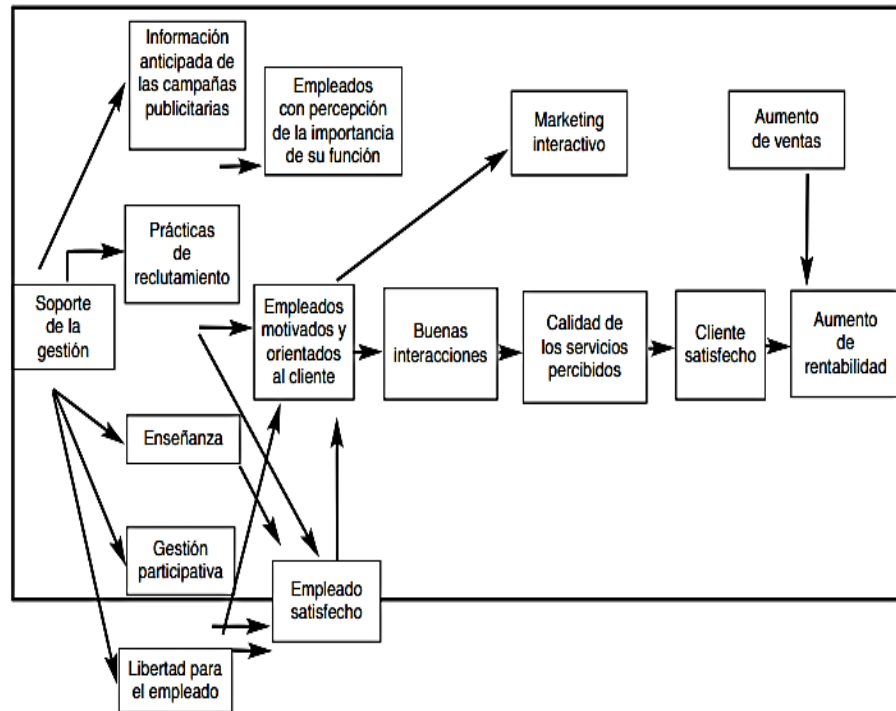 Información
anticipada de
las campañas
publicitarias
Empleados
con percepción
de la importancia
de su función
Marketing
interactivo
Aumento
de ventas
Prácticas
de
reclutamiento
Soporte
de la
gestión
Empleados
motivados y
orientados
al cliente
Buenas
interacciones
Calidad de
los servicios
percibidos
Cliente
satisfecho
Aumento
de
rentabilidad
Enseñanza
Gestión
participativa
Empleado
satisfecho
Libertad para
el empleado